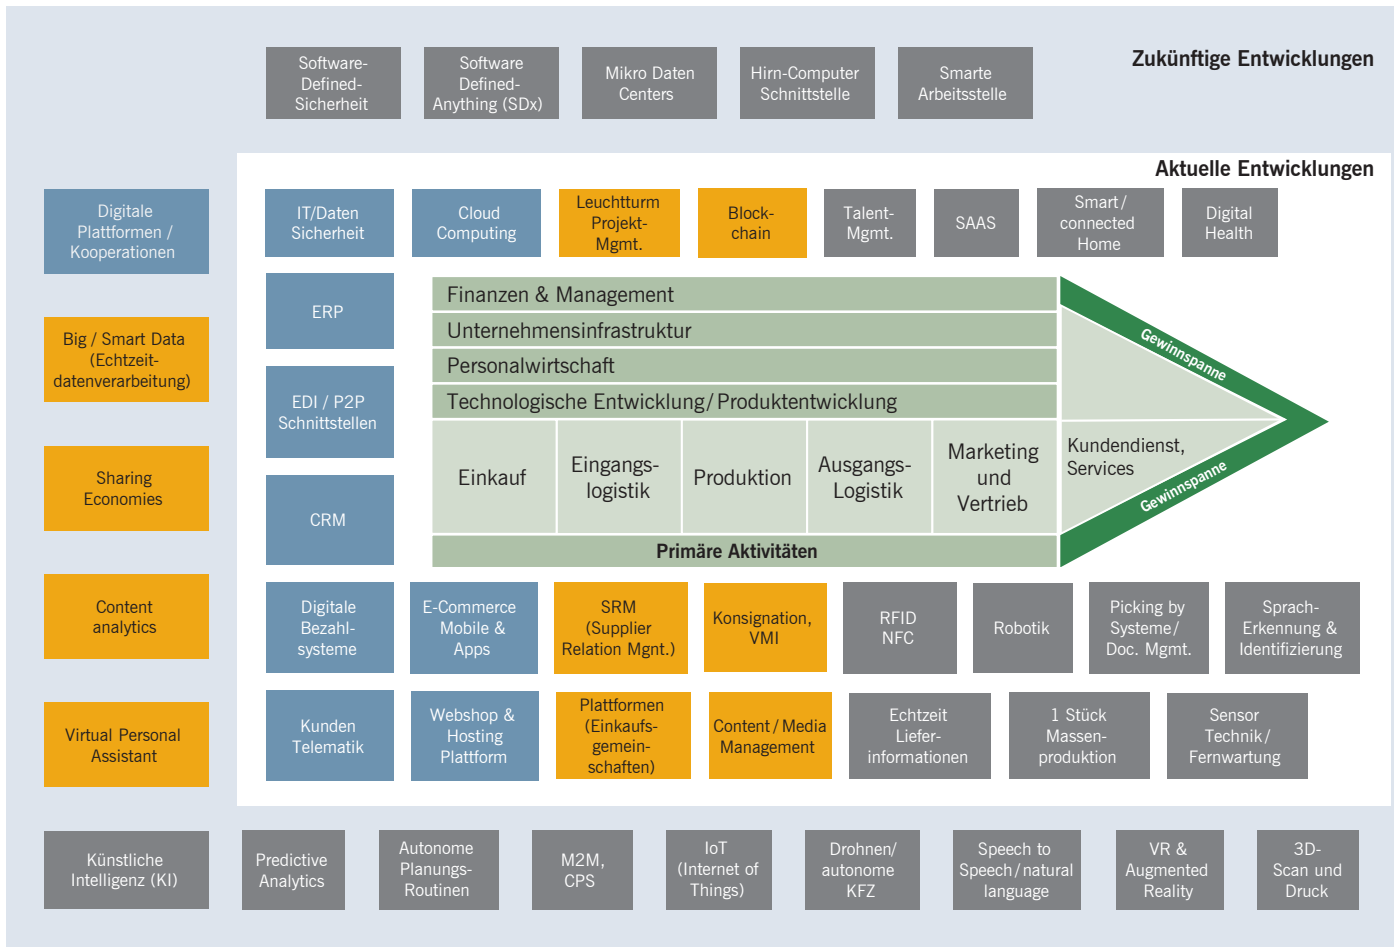 Zukünftige Entwicklungen
Software-
Defined-
Sicherheit
Software
Defined-
Anything (SDx)
Mikro Daten
Centers
Hirn-Computer
Schnittstelle
Smarte
Arbeitsstelle
Aktuelle Entwicklungen
Digitale
Plattformen /
Kooperationen
Big / Smart Data
(Echtzeit-
datenverarbeitung)
Sharing
Economies
Content
analytics
Virtual Personal
Assistant
IT/Daten
Sicherheit
Cloud
Computing
Leuchtturm
Projekt-
Mgmt.
Block-
chain
Talent-
Mgmt.
SAAS
Smart /
connected
Home
Digital
Health
ERP
EDI / P2P
Schnittstellen
CRM
Finanzen & Management
Unternehmensinfrastruktur
Personalwirtschaft
Technologische Entwicklung / Produktentwicklung
Einkauf
Eingangs-
logistik
Produktion
Ausgangs-
Logistik
Marketing
und
Vertrieb
Kundendienst,
Services
Gewinnspanne
Gewinnspanne
Primäre Aktivitäten
Digitale
Bezahl-
systeme
E-Commerce
Mobile &
Apps
SRM
(Supplier
Relation Mgnt.)
Konsignation,
VMI
RFID
NFC
Robotik
Picking by
Systeme /
Doc. Mgmt.
Sprach-
Erkennung &
Identifizierung
Kunden
Telematik
Webshop &
Hosting
Plattform
Plattformen
(Einkaufs-
gemein-
schaften)
Content / Media
Management
Echtzeit
Liefer-
informationen
1 Stück
Massen-
produktion
Sensor
Technik /
Fernwartung
Künstliche
Intelligenz (KI)
Predictive
Analytics
Autonome
Planungs-
Routinen
M2M,
CPS
IoT
(Internet of
Things)
Drohnen/
autonome
KFZ
Speech to
Speech / natural
language
VR &
Augmented
Reality
3D-
Scan und
Druck